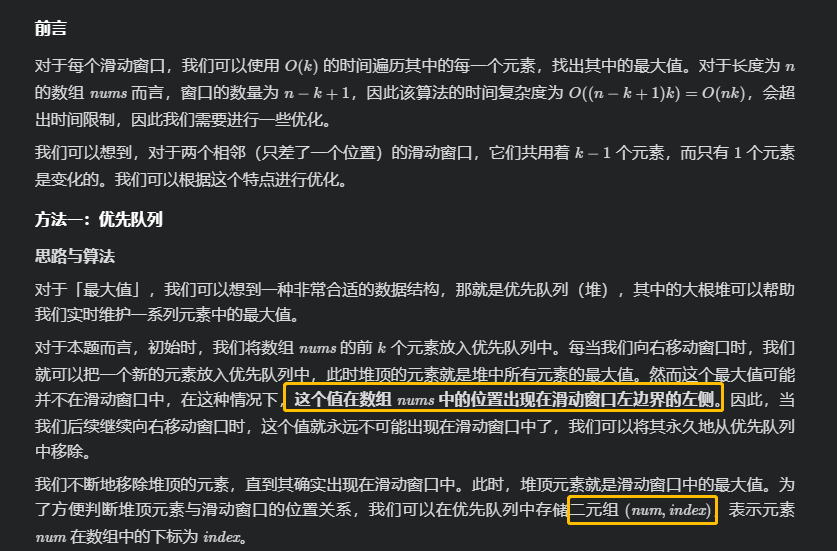 前言
对于每个滑动窗口，我们可以使用 O(k) 的时间遍历其中的每一个元素，找出其中的最大值。对于长度为 n
的数组 nums 而言，窗口的数量为 n − k + 1，因此该算法的时间复杂度为 O((n − k + 1)k) = O(nk)，会超
出时间限制，因此我们需要进行一些优化。
我们可以想到，对于两个相邻（只差了一个位置）的滑动窗口，它们共用着 k − 1 个元素，而只有 1 个元素
是变化的。我们可以根据这个特点进行优化。
方法一：优先队列
思路与算法
对于「最大值」，我们可以想到一种非常合适的数据结构，那就是优先队列（堆），其中的大根堆可以帮助
我们实时维护一系列元素中的最大值。
对于本题而言，初始时，我们将数组 nums 的前 k 个元素放入优先队列中。每当我们向右移动窗口时，我们
就可以把一个新的元素放入优先队列中，此时堆顶的元素就是堆中所有元素的最大值。然而这个最大值可能
并不在滑动窗口中，在这种情况下，这个值在数组 nums 中的位置出现在滑动窗口左边界的左侧。因此，当
我们后续继续向右移动窗口时，这个值就永远不可能出现在滑动窗口中了，我们可以将其永久地从优先队列
中移除。
我们不断地移除堆顶的元素，直到其确实出现在滑动窗口中。此时，堆顶元素就是滑动窗口中的最大值。为
了方便判断堆顶元素与滑动窗口的位置关系，我们可以在优先队列中存储二元组 (num, index)，表示元素
num 在数组中的下标为 index。